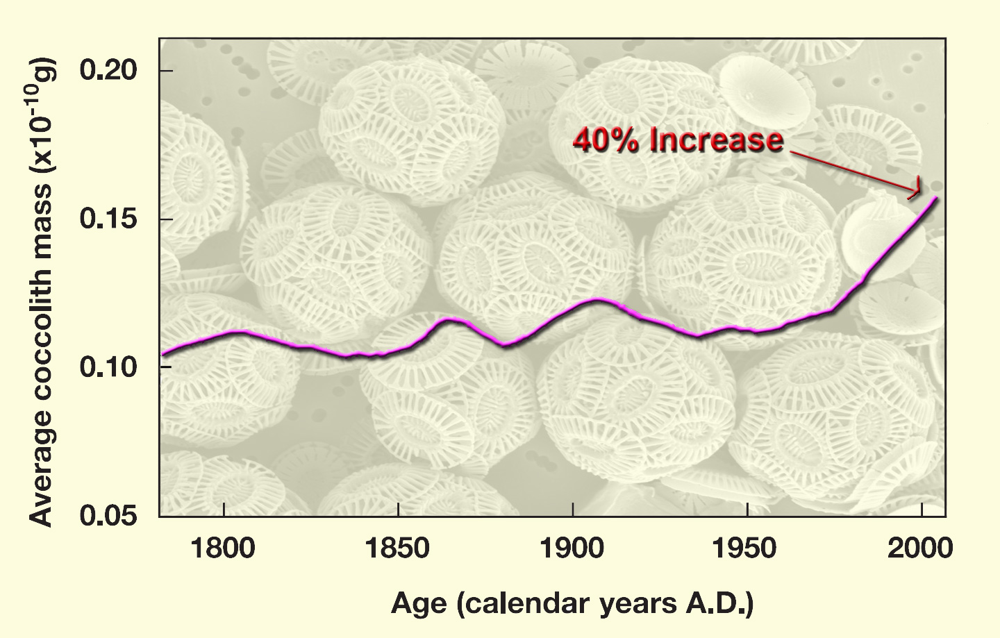 0.20
0.15
0.10
0.05
Average coccolith mass (x10⁻¹⁰g)
40% Increase
1800 1850 1900 1950 2000
Age (calendar years A.D.)